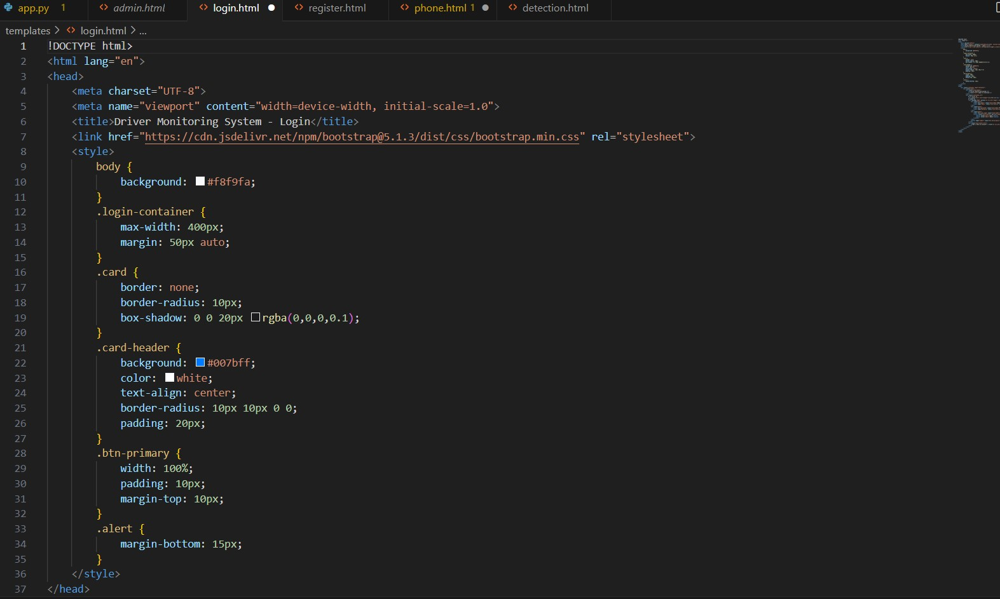 app.py 1 admin.html login.html register.html phone.html 1 detection.html
templates > login.html > ...
1 !DOCTYPE html>
2 <html lang="en">
3 <head>
4 <meta charset="UTF-8">
5 <meta name="viewport" content="width=device-width, initial-scale=1.0">
6 <title>Driver Monitoring System - Login</title>
7 <link href="https://cdn.jsdelivr.net/npm/bootstrap@5.1.3/dist/css/bootstrap.min.css" rel="stylesheet">
8 <style>
9 body {
10 background: #f8f9fa;
11 }
12 .login-container {
13 max-width: 400px;
14 margin: 50px auto;
15 }
16 .card {
17 border: none;
18 border-radius: 10px;
19 box-shadow: 0 0 20px rgba(0,0,0,0.1);
20 }
21 .card-header {
22 background: #007bff;
23 color: white;
24 text-align: center;
25 border-radius: 10px 10px 0 0;
26 padding: 20px;
27 }
28 .btn-primary {
29 width: 100%;
30 padding: 10px;
31 margin-top: 10px;
32 }
33 .alert {
34 margin-bottom: 15px;
35 }
36 </style>
37 </head>